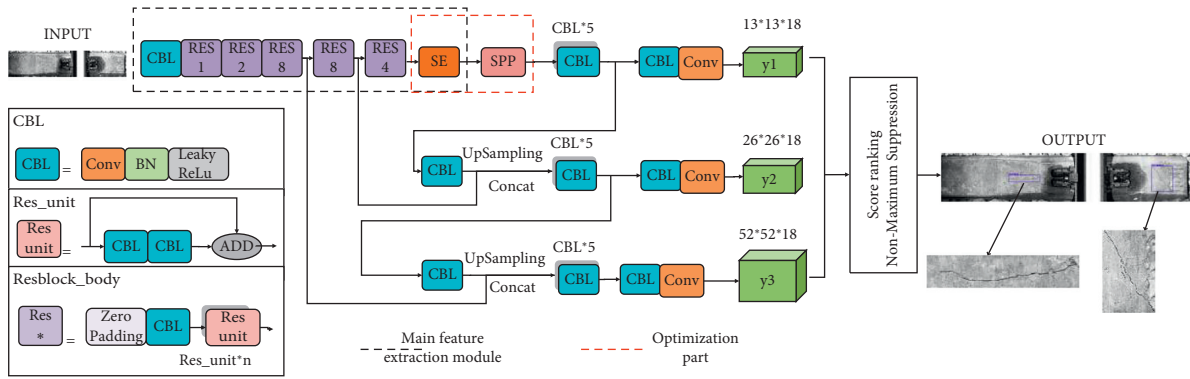 INPUT
CBL
RES
1
RES
2
RES
8
RES
8
RES
4
SE
SPP
CBL*5
CBL
CBL
Conv
13*13*18
y1
CBL
UpSampling
Concat
CBL*5
CBL
CBL
Conv
26*26*18
y2
CBL
UpSampling
Concat
CBL*5
CBL
CBL
Conv
52*52*18
y3
Score ranking
Non-Maximum Suppression
OUTPUT
CBL
CBL
=
Conv
BN
Leaky
ReLu
Res_unit
Res
unit
=
CBL
CBL
ADD
Resblock_body
Res
*
=
Zero
Padding
CBL
Res
unit
Res_unit*n
Main feature
extraction module
Optimization
part